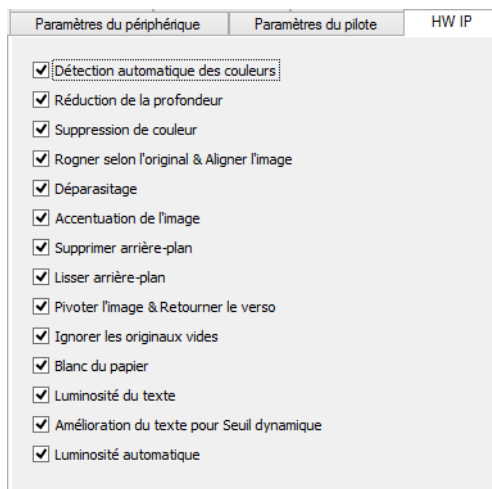 Paramètres du périphérique Paramètres du pilote HW IP
Détection automatique des couleurs
Réduction de la profondeur
Suppression de couleur
Rogner selon l'original & Aligner l'image
Déparasitage
Accentuation de l'image
Supprimer arrière-plan
Lisser arrière-plan
Pivoter l'image & Retourner le verso
Ignorer les originaux vides
Blanc du papier
Luminosité du texte
Amélioration du texte pour Seuil dynamique
Luminosité automatique